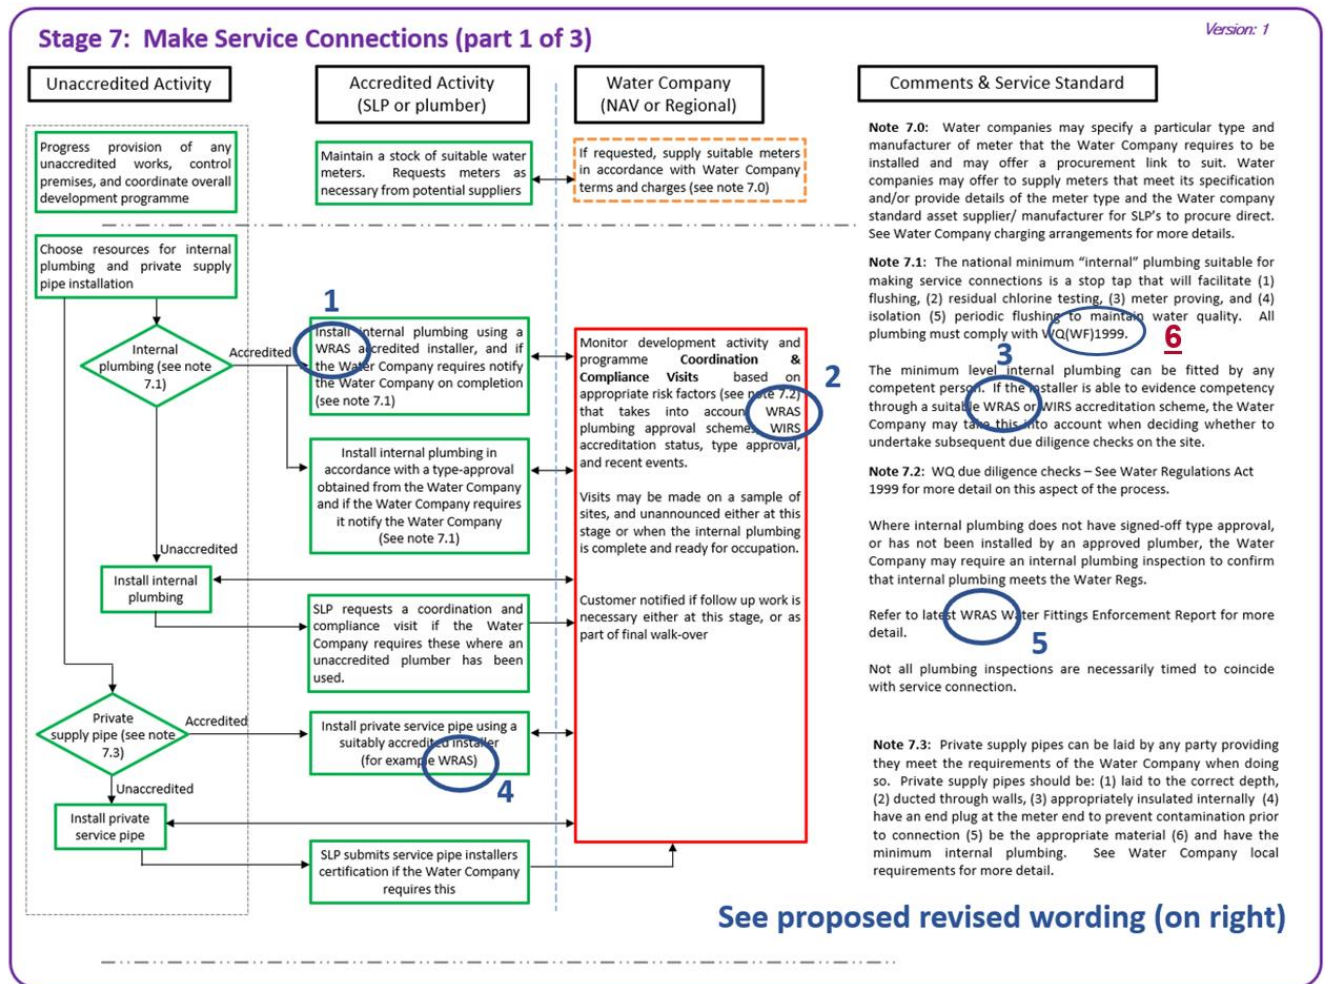 Stage 7: Make Service Connections (part 1 of 3)
Version: 1
Unaccredited Activity
Accredited Activity
(SLP or plumber)
Water Company
(NAV or Regional)
Comments & Service Standard
Progress provision of any
unaccredited works, control
premises, and coordinate overall
development programme
Maintain a stock of suitable water
meters. Requests meters as
necessary from potential suppliers
If requested, supply suitable meters
in accordance with Water Company
terms and charges (see note 7.0)
Choose resources for internal
plumbing and private supply
pipe installation
Internal
plumbing (see note
7.1)
Accredited
1
Install internal plumbing using a
WRAS accredited installer, and if
the Water Company requires notify
the Water Company on completion
(see note 7.1)
Install internal plumbing in
accordance with a type-approval
obtained from the Water Company
and if the Water Company requires
it notify the Water Company
(See note 7.1)
Unaccredited
Install internal
plumbing
SLP requests a coordination and
compliance visit if the Water
Company requires these where an
unaccredited plumber has been
used.
Private
supply pipe (see note
7.3)
Accredited
Install private service pipe using a
suitably accredited installer
(for example WRAS)
4
Unaccredited
Install private
service pipe
SLP submits service pipe installers
certification if the Water Company
requires this
Monitor development activity and
programme Coordination &
Compliance Visits based on
appropriate risk factors (see note 7.2)
that takes into account WRAS
plumbing approval schemes, WIRS
accreditation status, type approval,
and recent events.
2
Visits may be made on a sample of
sites, and unannounced either at this
stage or when the internal plumbing
is complete and ready for occupation.
Customer notified if follow up work is
necessary either at this stage, or as
part of final walk-over
Note 7.0: Water companies may specify a particular type and
manufacturer of meter that the Water Company requires to be
installed and may offer a procurement link to suit. Water
companies may offer to supply meters that meet its specification
and/or provide details of the meter type and the Water company
standard asset supplier/ manufacturer for SLP's to procure direct.
See Water Company charging arrangements for more details.
Note 7.1: The national minimum "internal" plumbing suitable for
making service connections is a stop tap that will facilitate (1)
flushing, (2) residual chlorine testing, (3) meter proving, and (4)
isolation (5) periodic flushing to maintain water quality. All
plumbing must comply with WQ(WF)1999.
6
3
The minimum level internal plumbing can be fitted by any
competent person. If the installer is able to evidence competency
through a suitable WRAS or WIRS accreditation scheme, the Water
Company may take this into account when deciding whether to
undertake subsequent due diligence checks on the site.
Note 7.2: WQ due diligence checks – See Water Regulations Act
1999 for more detail on this aspect of the process.
Where internal plumbing does not have signed-off type approval,
or has not been installed by an approved plumber, the Water
Company may require an internal plumbing inspection to confirm
that internal plumbing meets the Water Regs.
Refer to latest WRAS Water Fittings Enforcement Report for more
detail.
5
Not all plumbing inspections are necessarily timed to coincide
with service connection.
Note 7.3: Private supply pipes can be laid by any party providing
they meet the requirements of the Water Company when doing
so. Private supply pipes should be: (1) laid to the correct depth,
(2) ducted through walls, (3) appropriately insulated internally (4)
have an end plug at the meter end to prevent contamination prior
to connection (5) be the appropriate material (6) and have the
minimum internal plumbing. See Water Company local
requirements for more detail.
See proposed revised wording (on right)